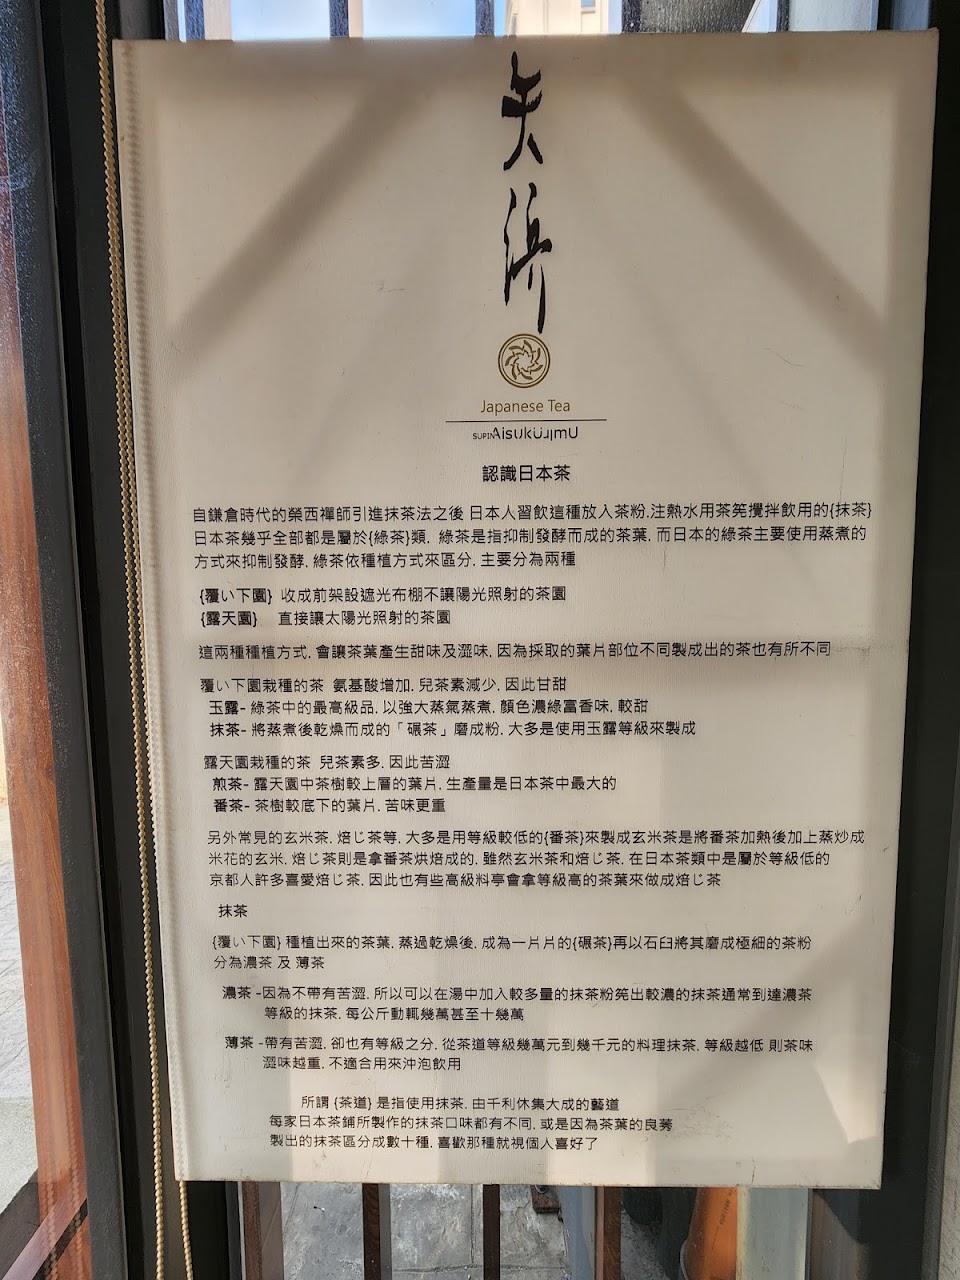 矢
浜
Japanese Tea
認識日本茶
自鎌倉時代的榮西禪師引進抹茶法之後 日本人習飲這種放入茶粉.注熱水用茶筅攪拌飲用的{抹茶}
日本茶幾乎全部都是屬於{綠茶}類. 綠茶是指抑制發酵而成的茶葉. 而日本的綠茶主要使用蒸煮的
方式來抑制發酵. 綠茶依種植方式來區分. 主要分為兩種
{覆い下園} 收成前架設遮光布棚不讓陽光照射的茶園
{露天園} 直接讓太陽光照射的茶園
這兩種種植方式. 會讓茶葉產生甜味及澀味. 因為採取的葉片部位不同製成出的茶也有所不同
覆い下園栽種的茶 氨基酸增加. 兒茶素減少. 因此甘甜
玉露- 綠茶中的最高級品. 以強大蒸氣蒸煮. 顏色濃綠富香味. 較甜
抹茶- 將蒸煮後乾燥而成的「碾茶」磨成粉. 大多是使用玉露等級來製成
露天園栽種的茶 兒茶素多. 因此苦澀
煎茶- 露天園中茶樹較上層的葉片. 生產量是日本茶中最大的
番茶- 茶樹較底下的葉片. 苦味更重
另外常見的玄米茶. 焙じ茶等. 大多是用等級較低的{番茶}來製成玄米茶是將番茶加熱後加上蒸炒成
米花的玄米. 焙じ茶則是拿番茶烘焙成的. 雖然玄米茶和焙じ茶. 在日本茶類中是屬於等級低的
京都人許多喜愛焙じ茶. 因此也有些高級料亭會拿等級高的茶葉來做成焙じ茶
抹茶
{覆い下園} 種植出來的茶葉. 蒸過乾燥後. 成為一片片的{碾茶}再以石臼將其磨成極細的茶粉
分為濃茶 及 薄茶
濃茶 -因為不帶有苦澀. 所以可以在湯中加入較多量的抹茶粉筅出較濃的抹茶通常到達濃茶
等級的抹茶. 每公斤動輒幾萬甚至十幾萬
薄茶 -帶有苦澀. 卻也有等級之分. 從茶道等級幾萬元到幾千元的料理抹茶. 等級越低 則茶味
澀味越重. 不適合用來沖泡飲用
所謂 {茶道} 是指使用抹茶. 由千利休集大成的藝道
每家日本茶鋪所製作的抹茶口味都有不同. 或是因為茶葉的良莠
製出的抹茶區分成數十種. 喜歡那種就視個人喜好了